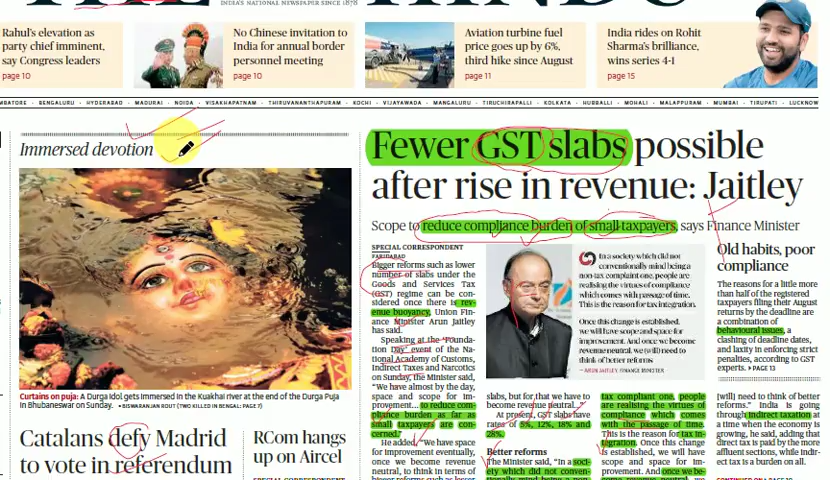 THE HINDU
INDIA'S NATIONAL NEWSPAPER SINCE 1878
Rahul's elevation as
party chief imminent,
say Congress leaders
page 10
No Chinese invitation to
India for annual border
personnel meeting
page 10
Aviation turbine fuel
price goes up by 6%,
third hike since August
page 11
India rides on Rohit
Sharma's brilliance,
wins series 4-1
page 15
MBATORE • BENGALURU • HYDERABAD • MADURAI • NOIDA • VISAKHAPATNAM • THIRUVANANTHAPURAM • KOCHI • VIJAYAWADA • MANGALURU • TIRUCHIRAPALLI • KOLKATA • HUBBALLI • MOHALI • MALAPPURAM • MUMBAI • TIRUPATI • LUCKNOW
Immersed devotion
Curtains on puja: A Durga idol gets immersed in the Kuakhai river at the end of the Durga Puja
in Bhubaneswar on Sunday. • BISWARANJAN ROUT (TWO KILLED IN BENGAL: PAGE 7)
Catalans defy Madrid
to vote in referendum
RCom hangs
up on Aircel
SPECIAL CORRESPONDENT
Fewer GST slabs possible
after rise in revenue: Jaitley
Scope to reduce compliance burden of small taxpayers, says Finance Minister
SPECIAL CORRESPONDENT
FARIDABAD
Bigger reforms such as lower
number of slabs under the
Goods and Services Tax
(GST) regime can be con-
sidered once there is rev-
enue buoyancy, Union Fin-
ance Minister Arun Jaitley
has said.
Speaking at the 'Founda-
tion Day' event of the Na-
tional Academy of Customs,
Indirect Taxes and Narcotics
on Sunday, the Minister said,
"We have almost by the day,
space and scope for im-
provement... to reduce com-
pliance burden as far as
small taxpayers are con-
cerned."
He added, "We have space
for improvement eventually,
once we become revenue
neutral, to think in terms of
bigger reforms such as lesser
In a society which did not
conventionally mind being a
non-tax compliant one, people are
realising the virtues of compliance
which comes with passage of time.
This is the reason for tax integration.
Once this change is established,
we will have scope and space for
improvement. And once we become
revenue neutral, we [will] need to
think of better reforms
— ARUN JAITLEY, FINANCE MINISTER
slabs, but for that we have to
become revenue neutral."
At present, GST slabs have
rates of 5%, 12%, 18% and
28%.
Better reforms
The Minister said, "In a soci-
ety which did not conven-
tionally mind being a non-
tax compliant one, people
are realising the virtues of
compliance which comes
with the passage of time.
This is the reason for tax in-
tegration. Once this change
is established, we will have
scope and space for im-
provement. And once we be-
come revenue neutral, we
Old habits, poor
compliance
The reasons for a little more
than half of the registered
taxpayers filing their August
returns by the deadline are
a combination of
behavioural issues, a
clashing of deadline dates,
and laxity in enforcing strict
penalties, according to GST
experts. ▸ PAGE 13
[will] need to think of better
reforms." India is going
through indirect taxation at
a time when the economy is
growing, he said, adding that
direct tax is paid by the more
affluent sections, while indir-
ect tax is a burden on all.
CONTINUED ON ▸ PAGE 10